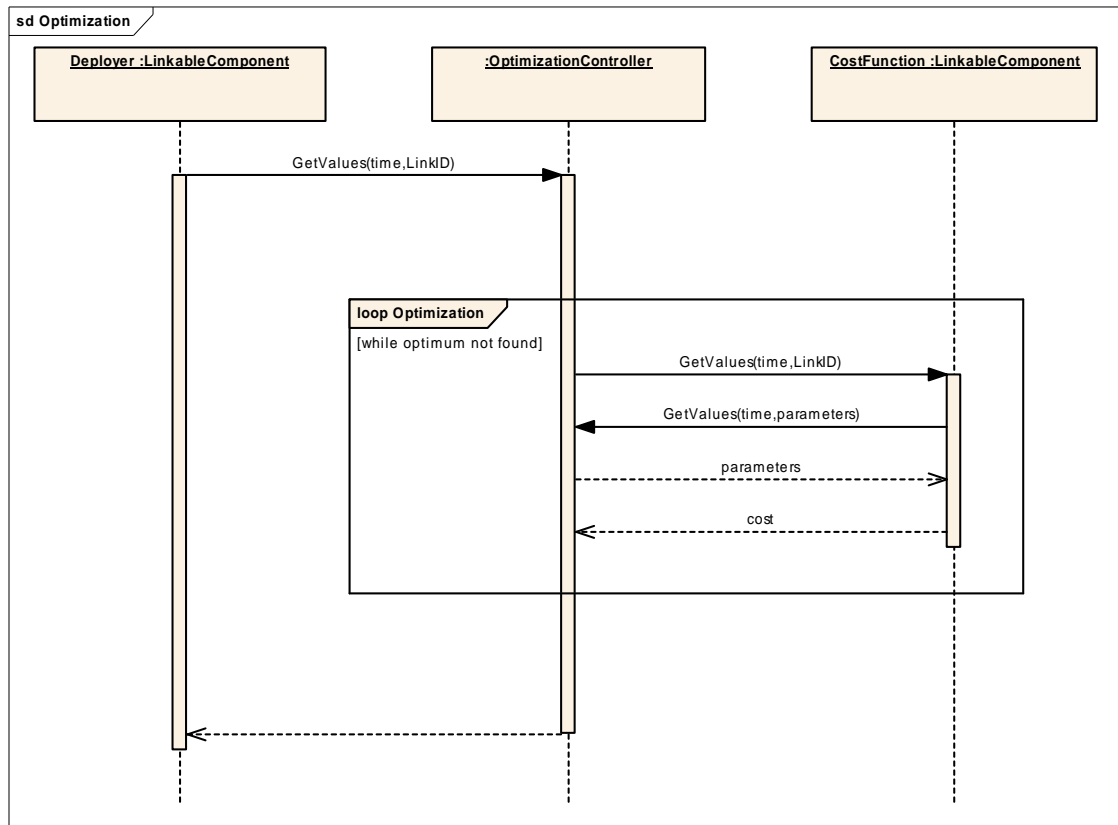 sd Optimization
Deployer :LinkableComponent
:OptimizationController
CostFunction :LinkableComponent
GetValues(time,LinkID)
loop Optimization
[while optimum not found]
GetValues(time,LinkID)
GetValues(time,parameters)
parameters
cost